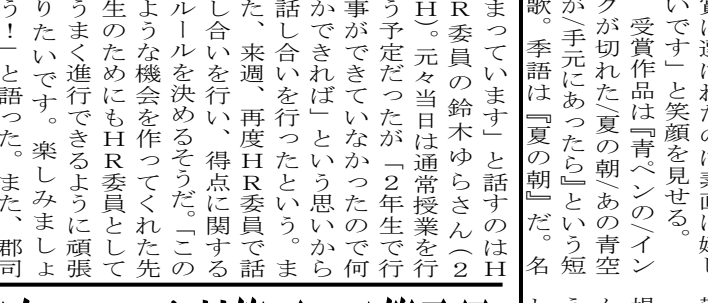 賞に選ばれたのは素直に嬉し
いです」と笑顔を見せる。
受賞作品は『青ペンの/イン
クが切れた/夏の朝/あの青空
が/手元にあったら』という短
歌。季語は『夏の朝』だ。名
まっています」と話すのはＨ
Ｒ委員の鈴木ゆらさん（２
Ｈ）。元々当日は通常授業を行
う予定だったが「２年生で行
事ができていなかったので何
かできれば」という思いから
話し合いを行ったという。ま
た、来週、再度ＨＲ委員で話
し合いを行い、得点に関する
ルールを決めるそうだ。「この
ような機会を作ってくれた先
生のためにもＨＲ委員として
うまく進行できるように頑張
りたいです。楽しみましょ
う！」と語った。また、郡司